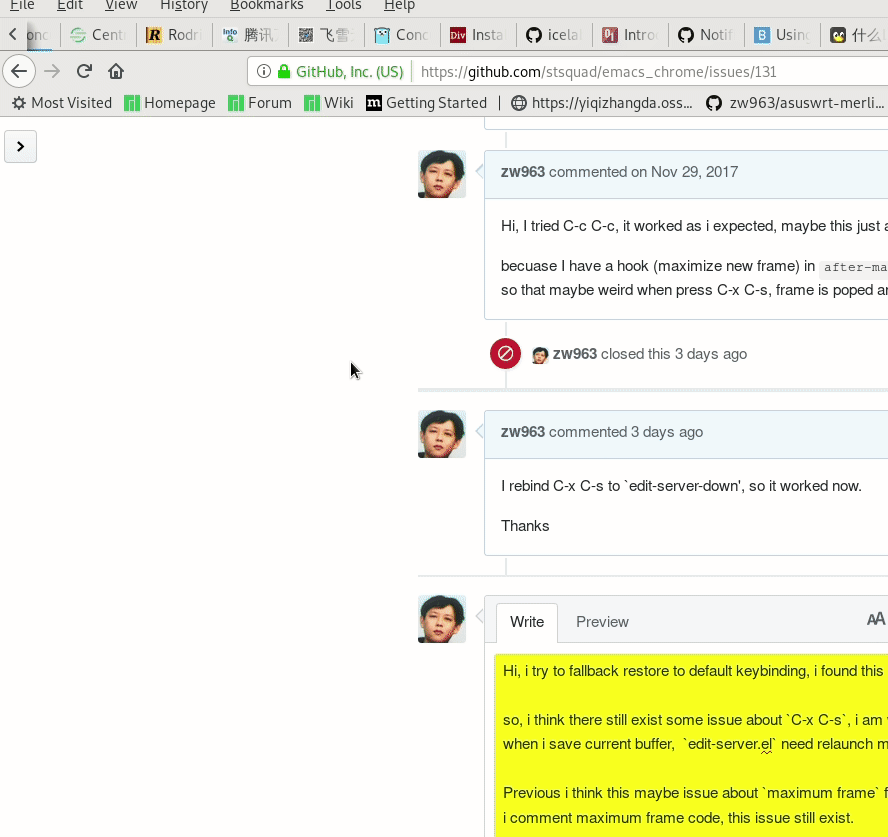 File Edit View History Bookmarks Tools Help
Cent Rodri 腾讯 飞雪 Conc Insta icela Intro Notif Using 什么
GitHub, Inc. (US) https://github.com/stsquad/emacs_chrome/issues/131
Most Visited Homepage Forum Wiki Getting Started https://yiqizhangda.oss... zw963/asuswrt-merli...
zw963 commented on Nov 29, 2017
Hi, I tried C-c C-c, it worked as i expected, maybe this just a
becuase I have a hook (maximize new frame) in after-ma
so that maybe weird when press C-x C-s, frame is poped an
zw963 closed this 3 days ago
zw963 commented 3 days ago
I rebind C-x C-s to `edit-server-down', so it worked now.
Thanks
Write Preview AA
Hi, i try to fallback restore to default keybinding, i found this
so, i think there still exist some issue about `C-x C-s`, i am
when i save current buffer, `edit-server.el` need relaunch m
Previous i think this maybe issue about `maximum frame` f
i comment maximum frame code, this issue still exist.